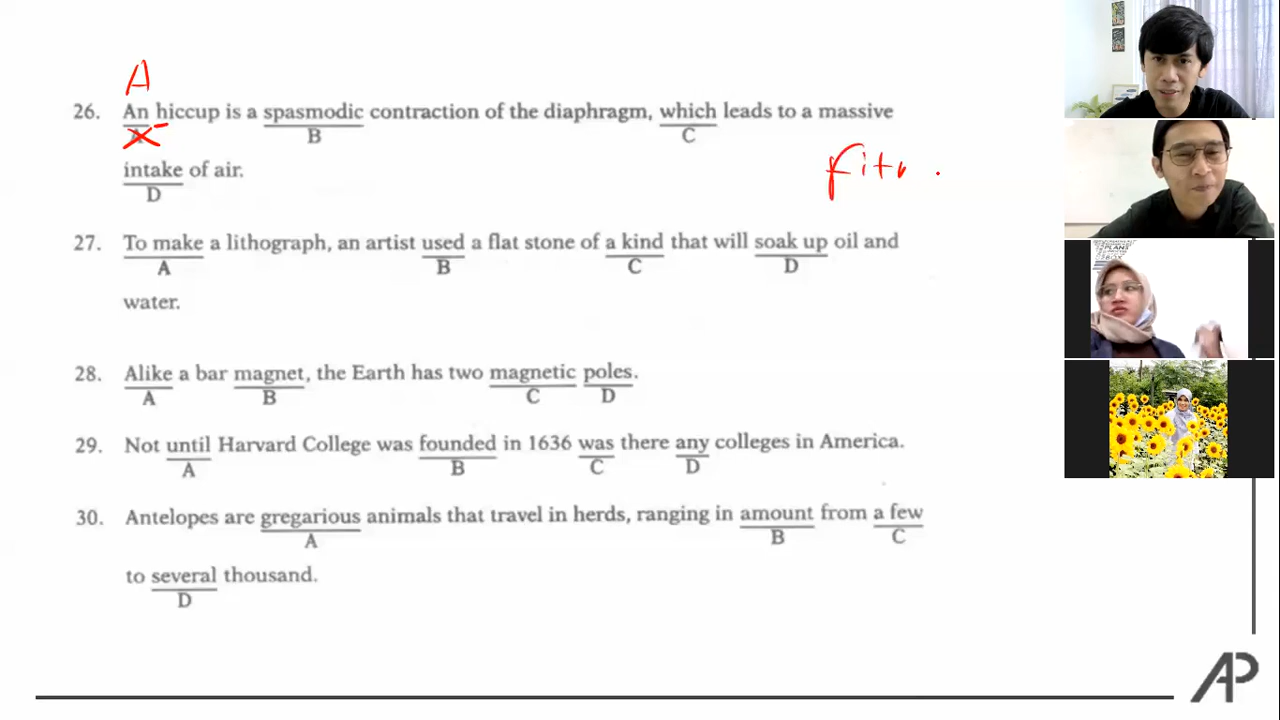 A
26. An hiccup is a spasmodic contraction of the diaphragm, which leads to a massive
A B C
intake of air.
D
27. To make a lithograph, an artist used a flat stone of a kind that will soak up oil and
A B C D
water.
28. Alike a bar magnet, the Earth has two magnetic poles.
A B C D
29. Not until Harvard College was founded in 1636 was there any colleges in America.
A B C D
30. Antelopes are gregarious animals that travel in herds, ranging in amount from a few
A B C
to several thousand.
D
AP